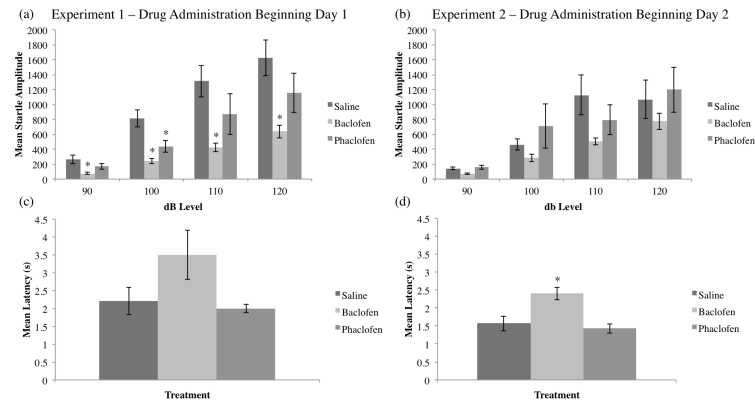 (a) Experiment 1 – Drug Administration Beginning Day 1
2000
1800
1600
1400
1200
1000
800
600
400
200
0
Mean Startle Amplitude
*
*
*
*
*
90
100
110
120
dB Level
Saline
Baclofen
Phaclofen
(b) Experiment 2 – Drug Administration Beginning Day 2
2000
1800
1600
1400
1200
1000
800
600
400
200
0
Mean Startle Amplitude
90
100
110
120
db Level
Saline
Baclofen
Phaclofen
(c)
4.5
4
3.5
3
2.5
2
1.5
1
0.5
0
Mean Latency (s)
Treatment
Saline
Baclofen
Phaclofen
(d)
4.5
4
3.5
3
2.5
2
1.5
1
0.5
0
Mean Latency (s)
*
Treatment
Saline
Baclofen
Phaclofen